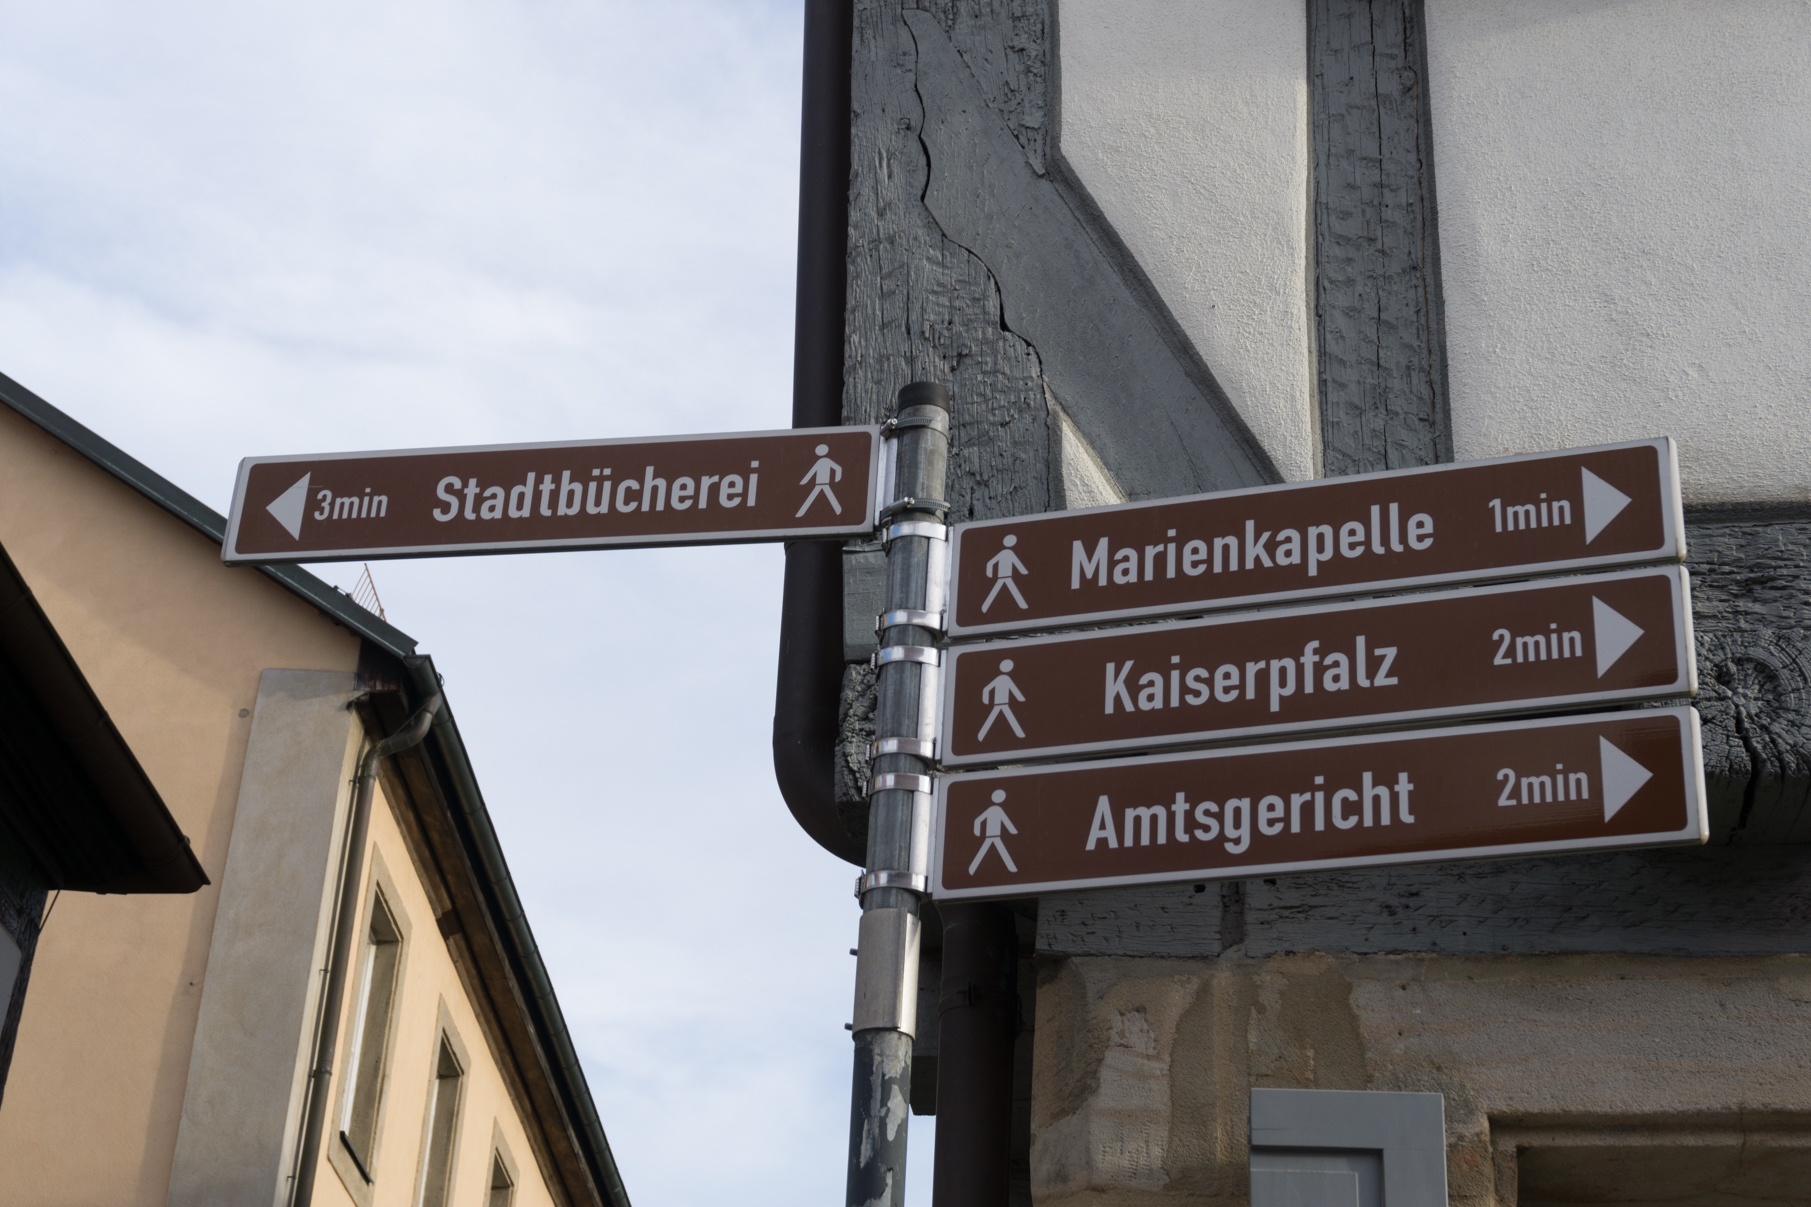 3min Stadtbücherei
Marienkapelle 1min
Kaiserpfalz 2min
Amtsgericht 2min